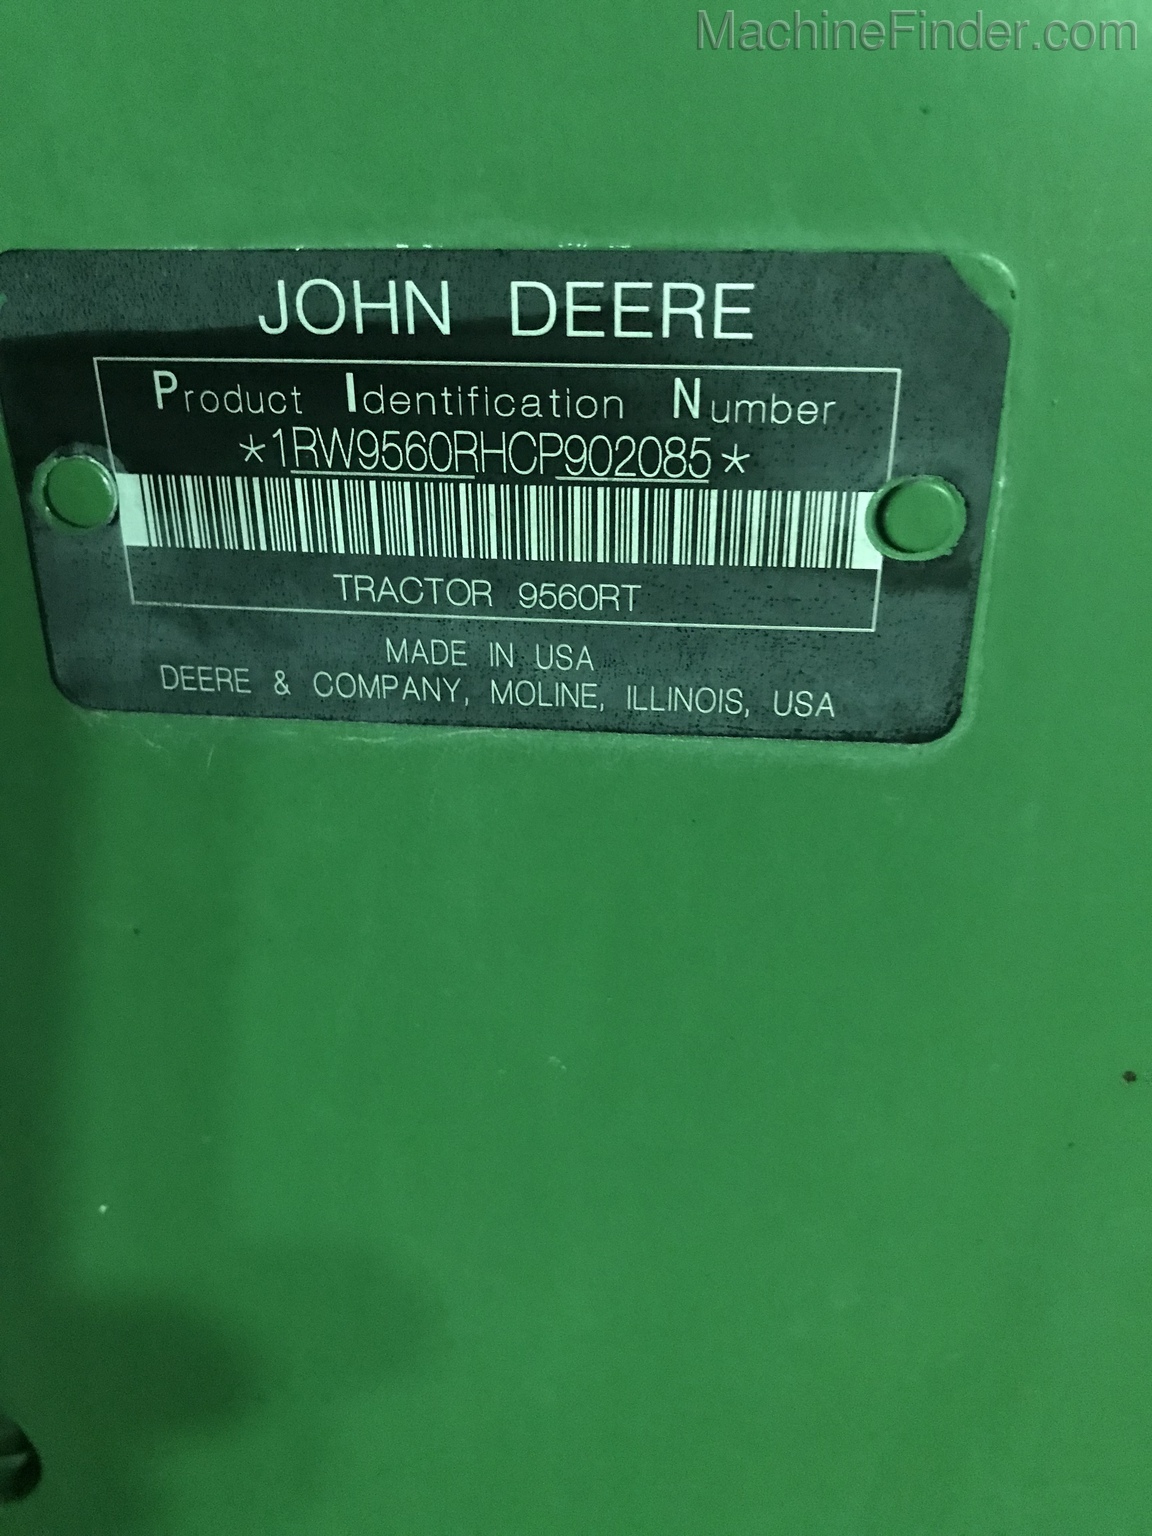 MachineFinder.com
JOHN DEERE
Product Identification Number
*1RW9560RHCP902085*
TRACTOR 9560RT
MADE IN USA
DEERE & COMPANY, MOLINE, ILLINOIS, USA